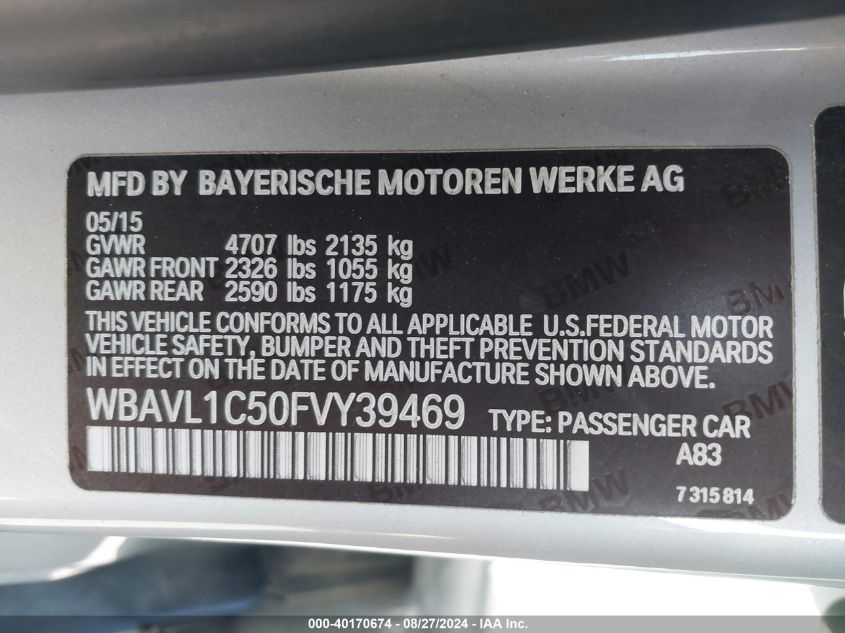 MFD BY BAYERISCHE MOTOREN WERKE AG
05/15
GVWR 4707 lbs 2135 kg
GAWR FRONT 2326 lbs 1055 kg
GAWR REAR 2590 lbs 1175 kg
THIS VEHICLE CONFORMS TO ALL APPLICABLE U.S.FEDERAL MOTOR
VEHICLE SAFETY, BUMPER AND THEFT PREVENTION STANDARDS
IN EFFECT ON THE DATE OF MANUFACTURE SHOWN ABOVE.
WBAVL1C50FVY39469 TYPE: PASSENGER CAR
A83
7315814
000-40170674 / 08/27/2024 - IAA Inc.